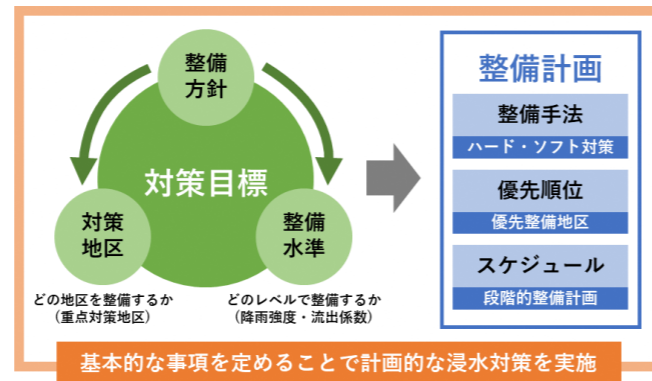 整備
方針
対策目標
対策
地区
整備
水準
どの地区を整備するか
（重点対策地区）
どのレベルで整備するか
（降雨強度・流出係数）
整備計画
整備手法
ハード・ソフト対策
優先順位
優先整備地区
スケジュール
段階的整備計画
基本的な事項を定めることで計画的な浸水対策を実施